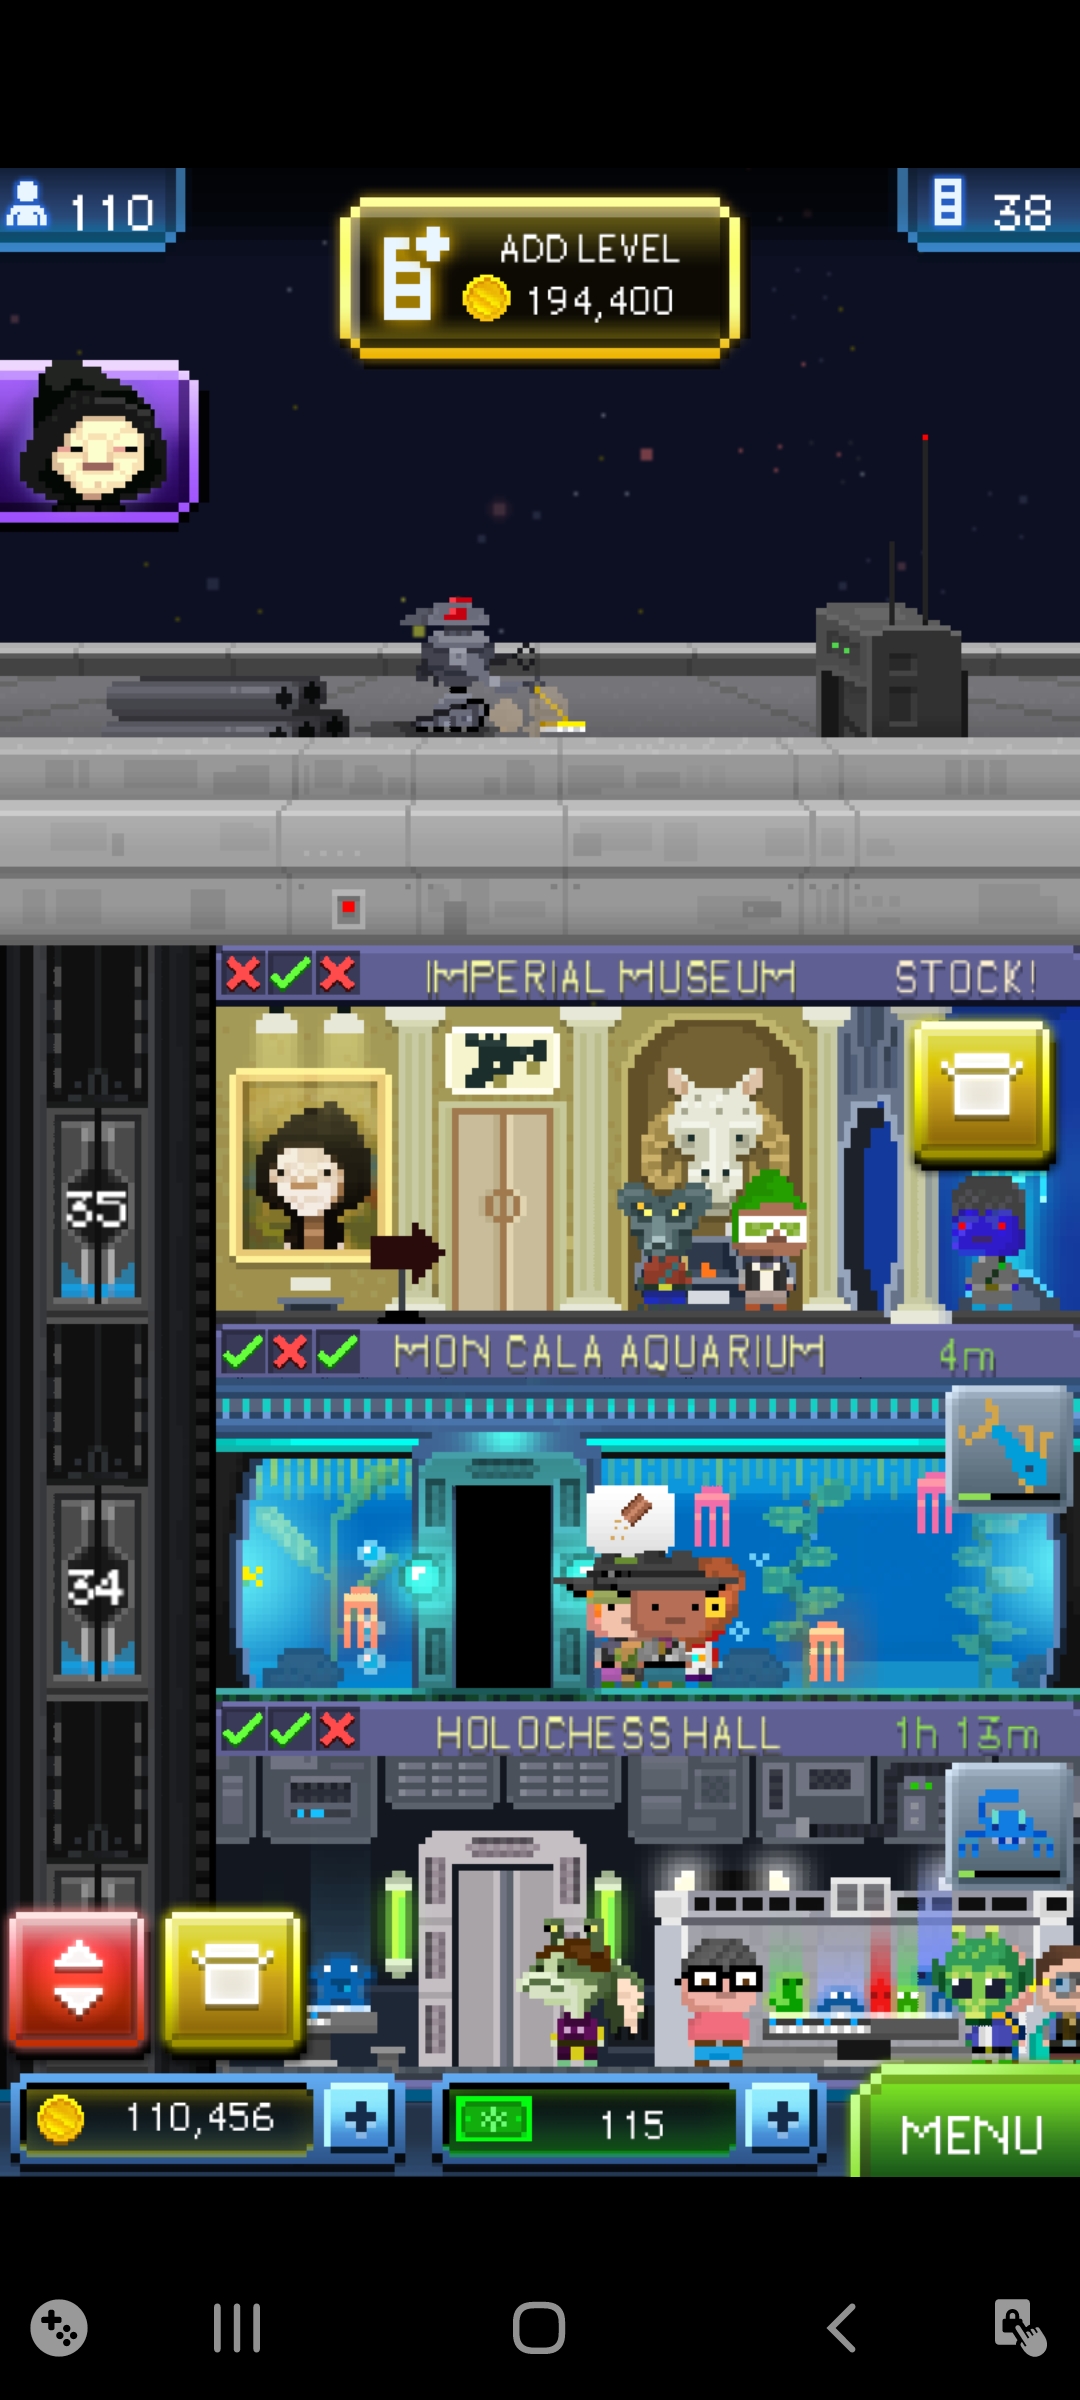 110
38
ADD LEVEL
194,400
IMPERIAL MUSEUM STOCK!
35
MON CALA AQUARIUM 4m
34
HOLOCHESS HALL 1h 13m
110,456
115
MENU